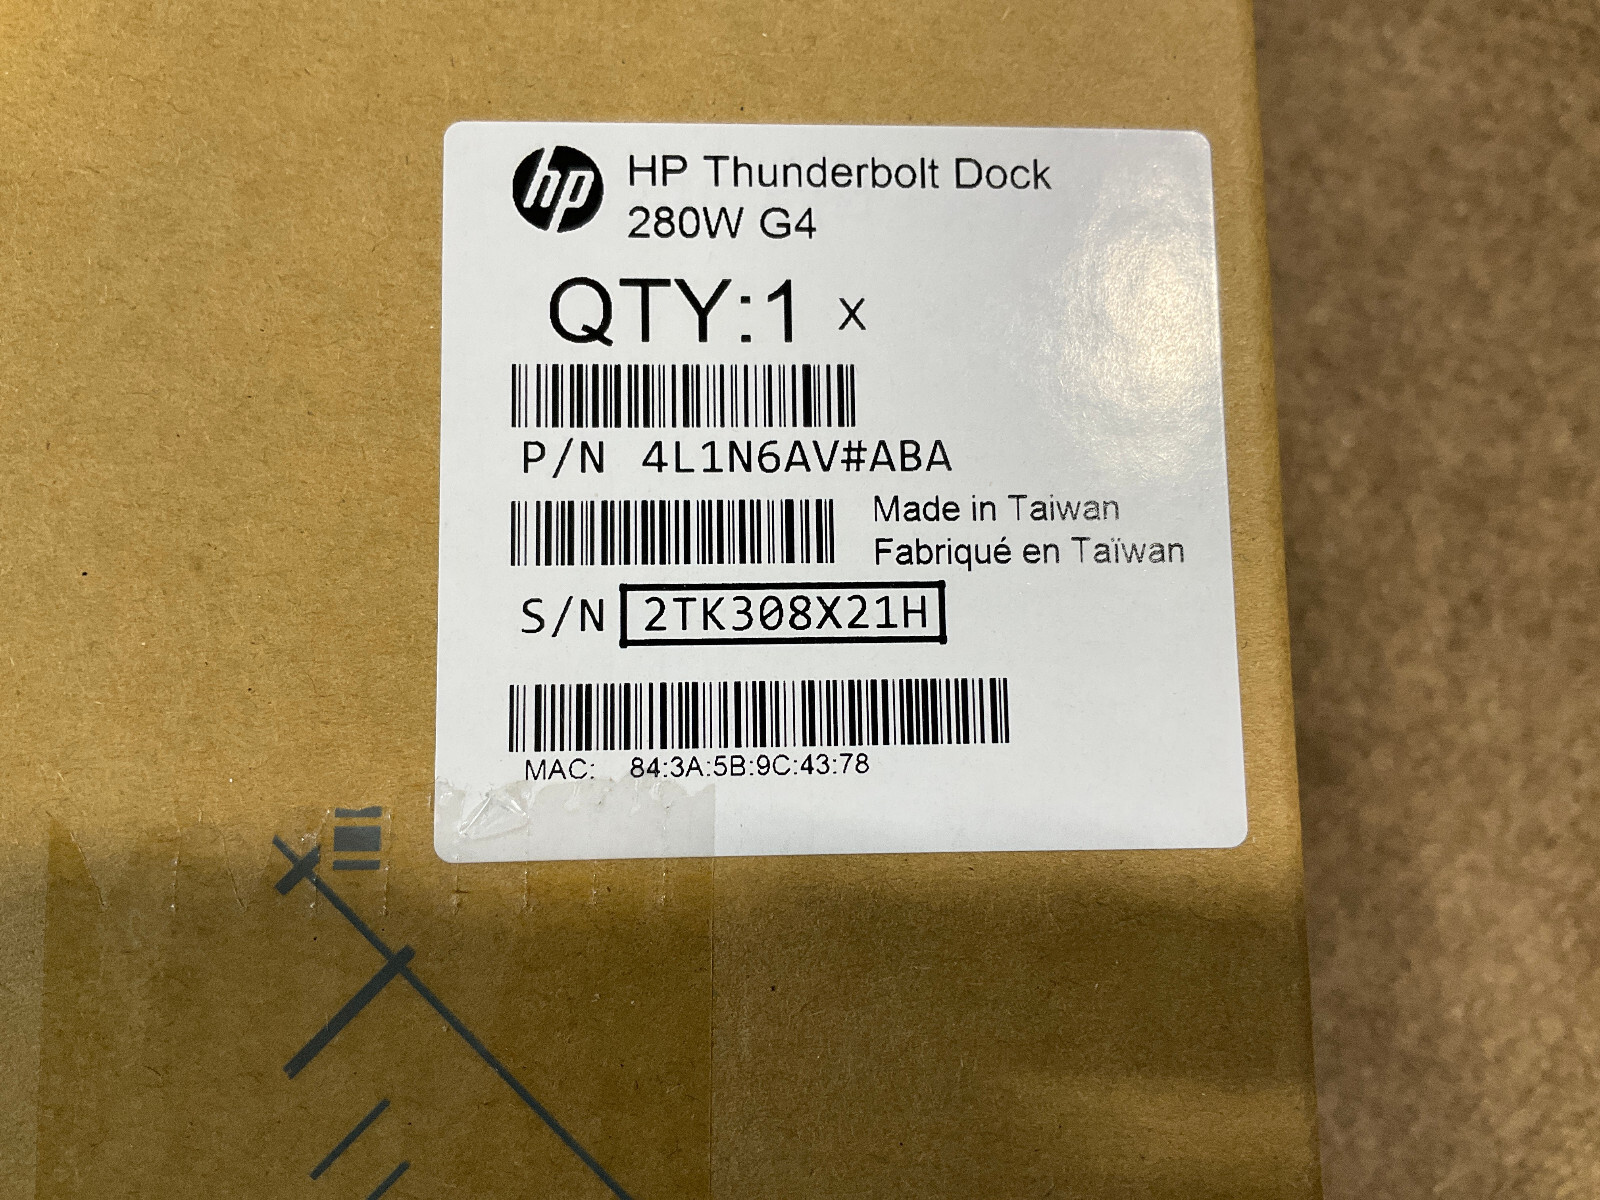 hp HP Thunderbolt Dock
280W G4
QTY:1 x
P/N 4L1N6AV#ABA
Made in Taiwan
Fabriqué en Taïwan
S/N 2TK308X21H
MAC: 84:3A:5B:9C:43:78